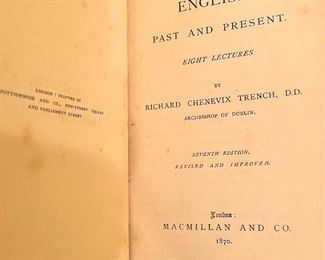 LONDON: PRINTED BY
SPOTTISWOODE AND CO., NEW-STREET SQUARE
AND PARLIAMENT STREET
ENGLISH
PAST AND PRESENT.
EIGHT LECTURES
BY
RICHARD CHENEVIX TRENCH, D.D.
ARCHBISHOP OF DUBLIN.
SEVENTH EDITION,
REVISED AND IMPROVED.
London:
MACMILLAN AND CO.
1870.